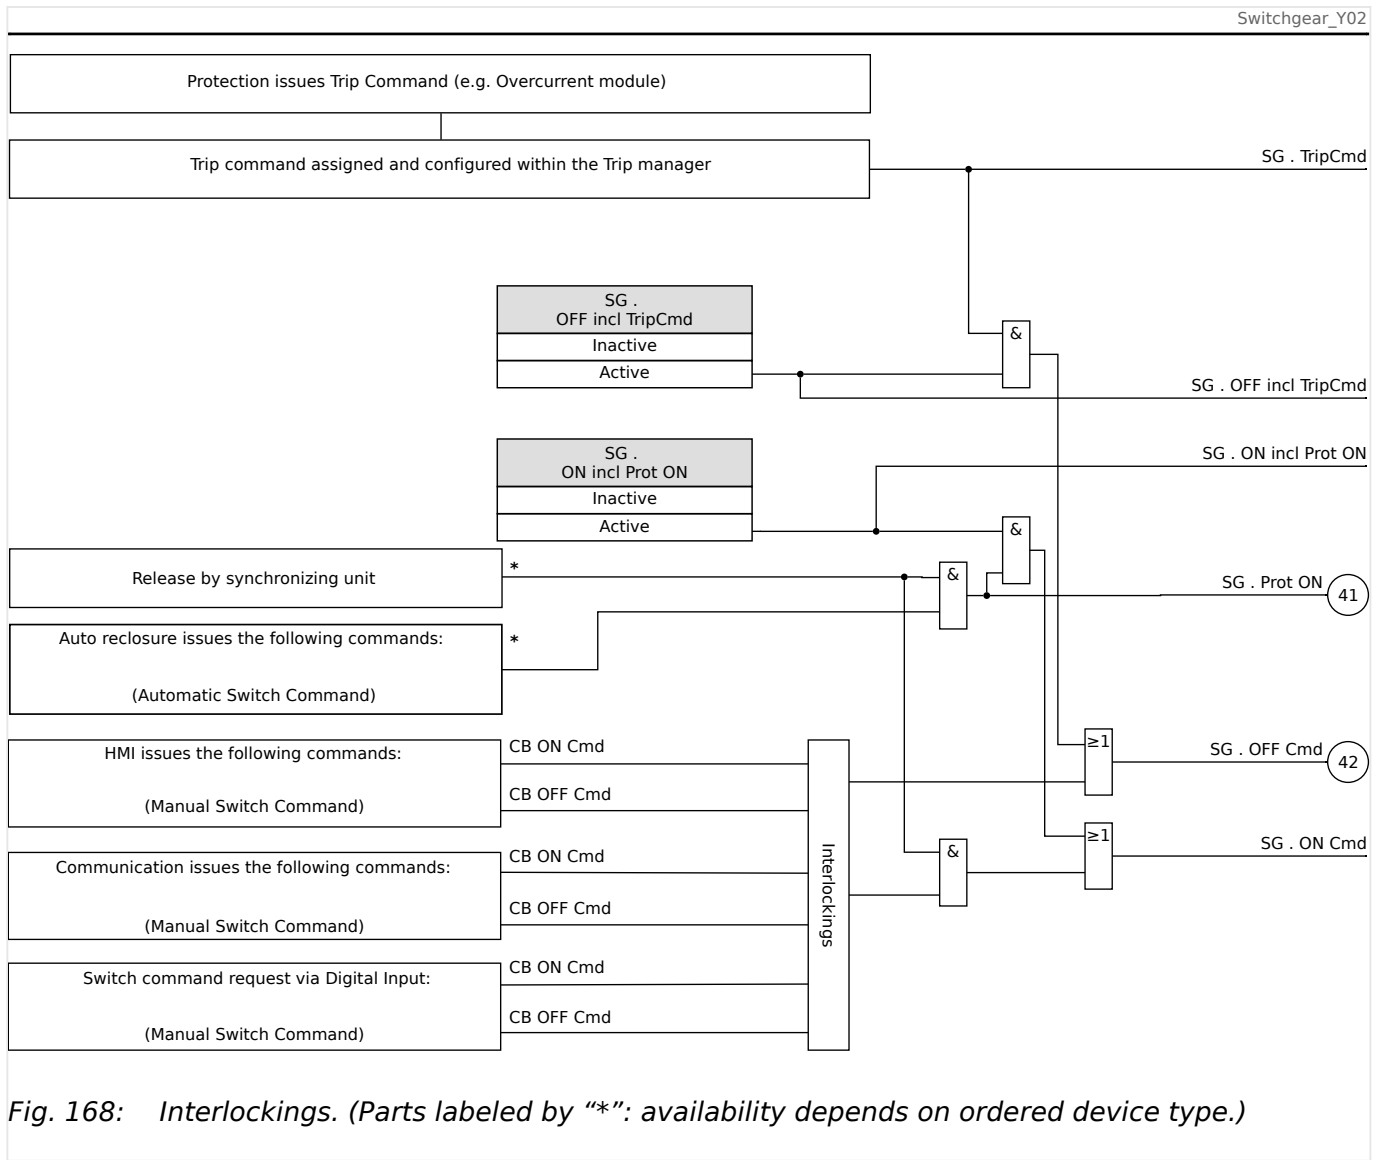 Switchgear_Y02
Protection issues Trip Command (e.g. Overcurrent module)
Trip command assigned and configured within the Trip manager
SG . TripCmd
SG .
OFF incl TripCmd
Inactive
Active
&
SG . OFF incl TripCmd
SG .
ON incl Prot ON
Inactive
Active
SG . ON incl Prot ON
&
Release by synchronizing unit
*
&
SG . Prot ON
41
Auto reclosure issues the following commands:
*
(Automatic Switch Command)
HMI issues the following commands:
(Manual Switch Command)
CB ON Cmd
CB OFF Cmd
≥1
SG . OFF Cmd
42
Communication issues the following commands:
(Manual Switch Command)
CB ON Cmd
CB OFF Cmd
Interlockings
&
≥1
SG . ON Cmd
Switch command request via Digital Input:
(Manual Switch Command)
CB ON Cmd
CB OFF Cmd
Fig. 168: Interlockings. (Parts labeled by “*”: availability depends on ordered device type.)